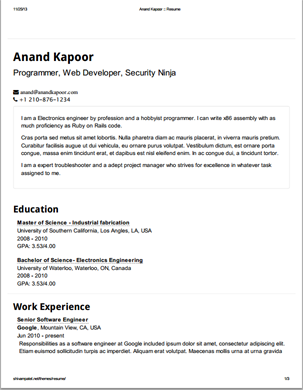 11/25/13
Anand Kapoor :: Resume
Anand Kapoor
Programmer, Web Developer, Security Ninja
anand@anandkapoor.com
+1 210-876-1234
I am a Electronics engineer by profession and a hobbyist programmer. I can write x86 assembly with as
much proficiency as Ruby on Rails code.
Cras porta sed metus sit amet lobortis. Nulla pharetra diam ac mauris placerat, in viverra mauris pretium.
Curabitur facilisis augue ut dui vehicula, eu ornare purus volutpat. Vestibulum dictum, est ornare porta
congue, massa enim tincidunt erat, et dapibus est nisl eleifend enim. In ac congue dui, a tincidunt tortor.
I am a expert troubleshooter and a adept project manager who strives for excellence in whatever task
assigned to me.
Education
Master of Science - Industrial fabrication
University of Southern California, Los Angles, LA, USA
2008 - 2010
GPA: 3.53/4.00
Bachelor of Science- Electronics Engineering
University of Waterloo, Waterloo, ON, Canada
2008 - 2010
GPA: 3.53/4.00
Work Experience
Senior Software Engineer
Google, Mountain View, CA, USA
Jun 2010 - present
Responsibilities as a software engineer at Google included ipsum dolor sit amet, consectetur adipiscing elit.
Etiam euismod sollicitudin turpis ac imperdiet. Aliquam erat volutpat. Maecenas mollis urna at urna gravida
1/3